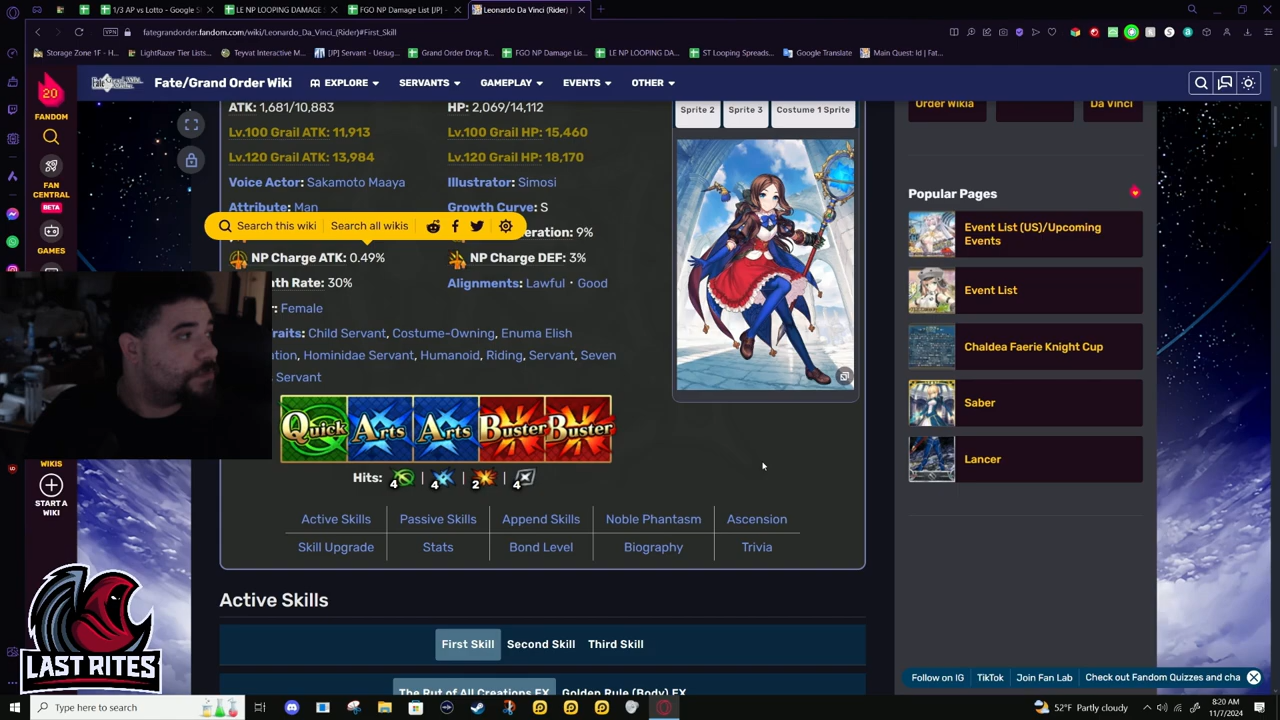 1/3 AP vs Lotto - Google S
LE NP LOOPING DAMAGE S
FGO NP Damage List [JP] -
Leonardo Da Vinci (Rider) |
VPN
fategrandorder.fandom.com/wiki/Leonardo_Da_Vinci_(Rider)#First_Skill
Storage Zone 1F - H...
LightRazer Tier Lists...
Teyvat Interactive M...
[JP] Servant - Uesug...
Grand Order Drop R...
FGO NP Damage Lis...
LE NP LOOPING DA...
ST Looping Spreads...
Google Translate
Main Quest: Id | Fat...
20
FANDOM
FAN CENTRAL
BETA
GAMES
WIKIS
START A WIKI
Fate/Grand Order Wiki
EXPLORE
SERVANTS
GAMEPLAY
EVENTS
OTHER
ATK: 1,681/10,883
HP: 2,069/14,112
Lv.100 Grail ATK: 11,913
Lv.100 Grail HP: 15,460
Lv.120 Grail ATK: 13,984
Lv.120 Grail HP: 18,170
Voice Actor: Sakamoto Maaya
Illustrator: Simosi
Attribute: Man
Growth Curve: S
Search this wiki
Search all wikis
eration: 9%
NP Charge ATK: 0.49%
NP Charge DEF: 3%
ath Rate: 30%
Alignments: Lawful・Good
r: Female
raits: Child Servant, Costume-Owning, Enuma Elish
tion, Hominidae Servant, Humanoid, Riding, Servant, Seven
Servant
Quick
Arts
Arts
Buster
Buster
Hits: 4 | 4 | 2 | 4
Active Skills
Passive Skills
Append Skills
Noble Phantasm
Ascension
Skill Upgrade
Stats
Bond Level
Biography
Trivia
Active Skills
First Skill
Second Skill
Third Skill
The Rut of All Creations EX
Golden Rule (Body) EX
Sprite 2
Sprite 3
Costume 1 Sprite
Order Wikia
Da Vinci
Popular Pages
Event List (US)/Upcoming
Events
Event List
Chaldea Faerie Knight Cup
Saber
Lancer
Follow on IG
TikTok
Join Fan Lab
Check out Fandom Quizzes and cha
LAST RITES
Type here to search
52°F Partly cloudy
8:20 AM
11/7/2024